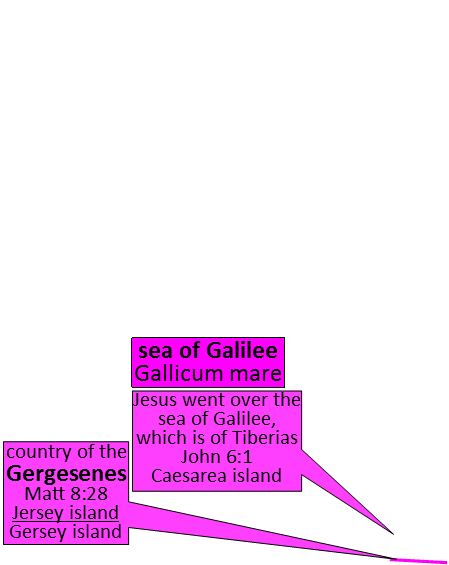 sea of Galilee
Gallicum mare
Jesus went over the
sea of Galilee,
which is of Tiberias
John 6:1
Caesarea island
country of the
Gergesenes
Matt 8:28
Jersey island
Gersey island